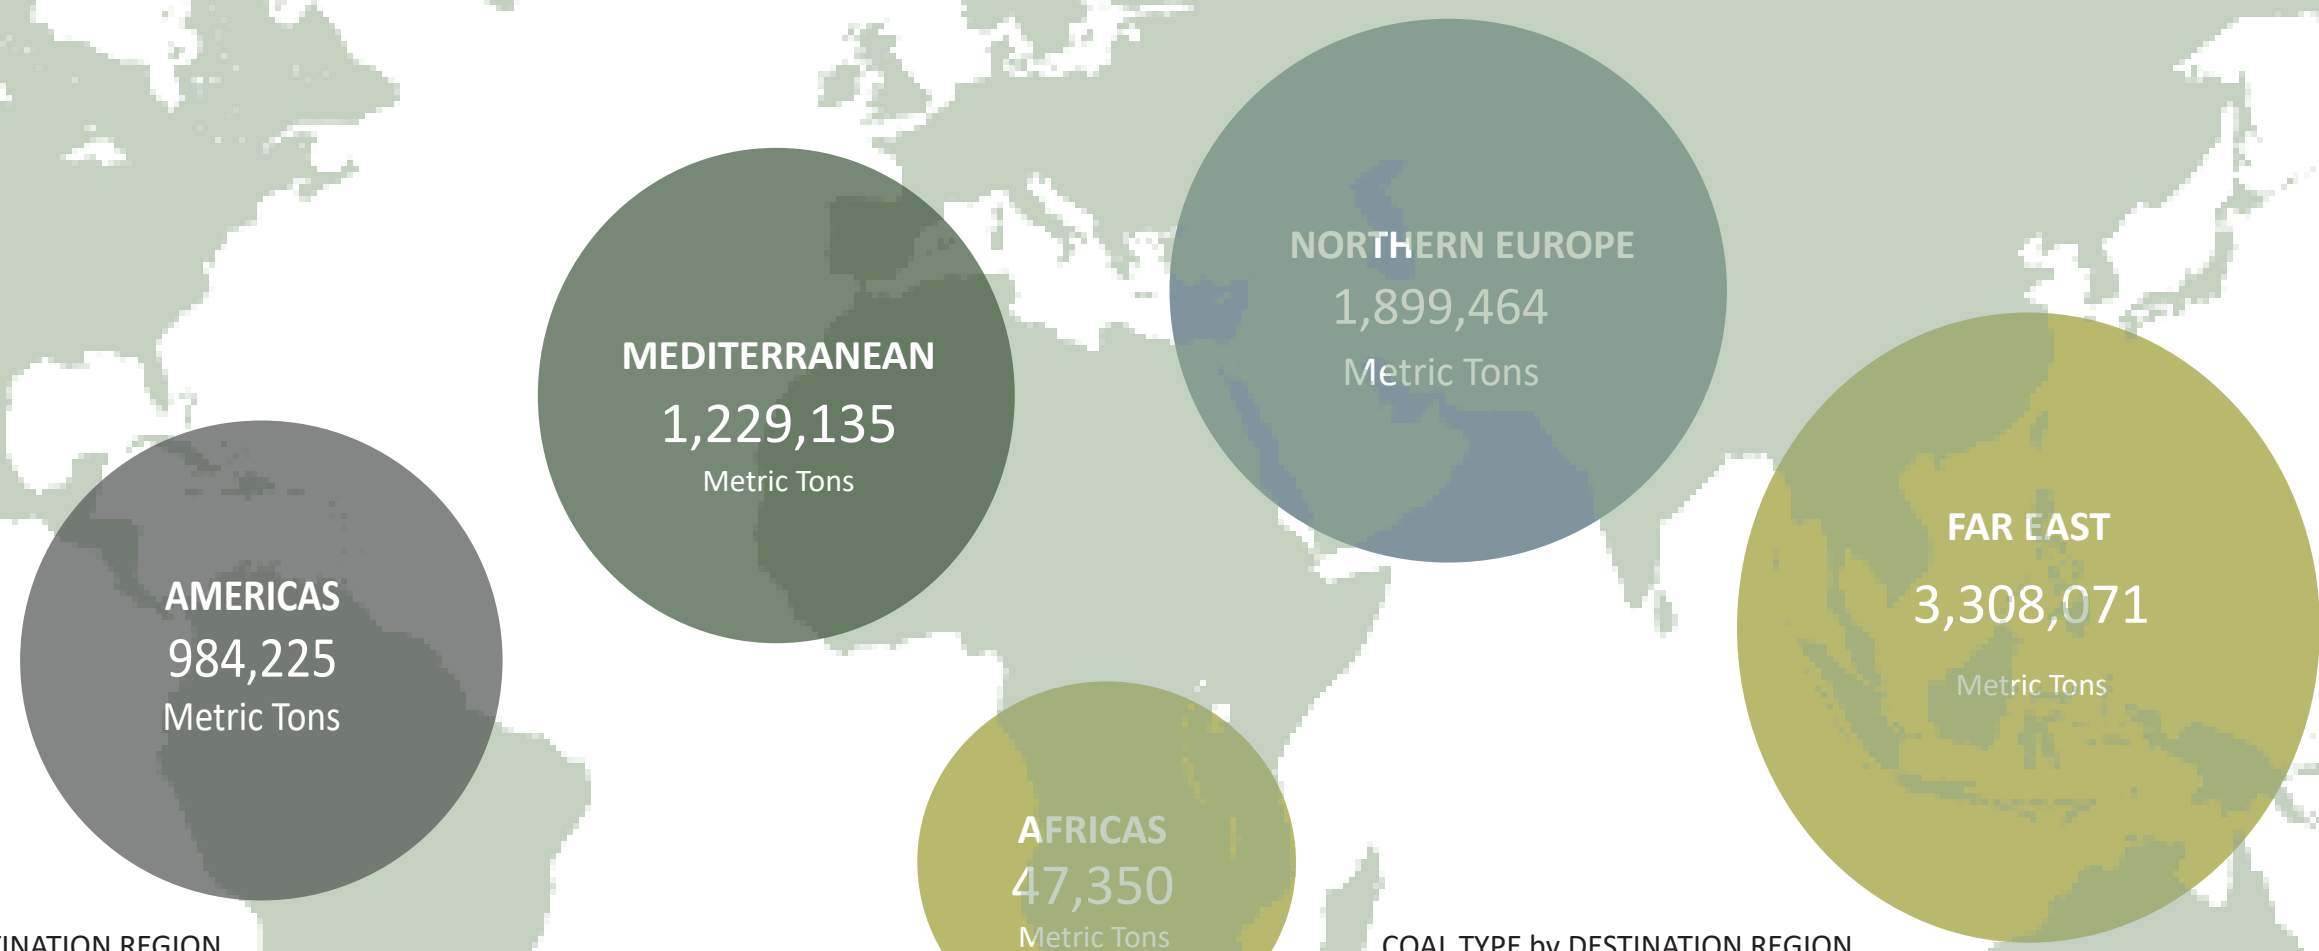 NORTHERN EUROPE
1,899,464
Metric Tons
MEDITERRANEAN
1,229,135
Metric Tons
FAR EAST
3,308,071
Metric Tons
AMERICAS
984,225
Metric Tons
AFRICAS
47,350
Metric Tons
REGION
COAL TYPE by DESTINATION REGION